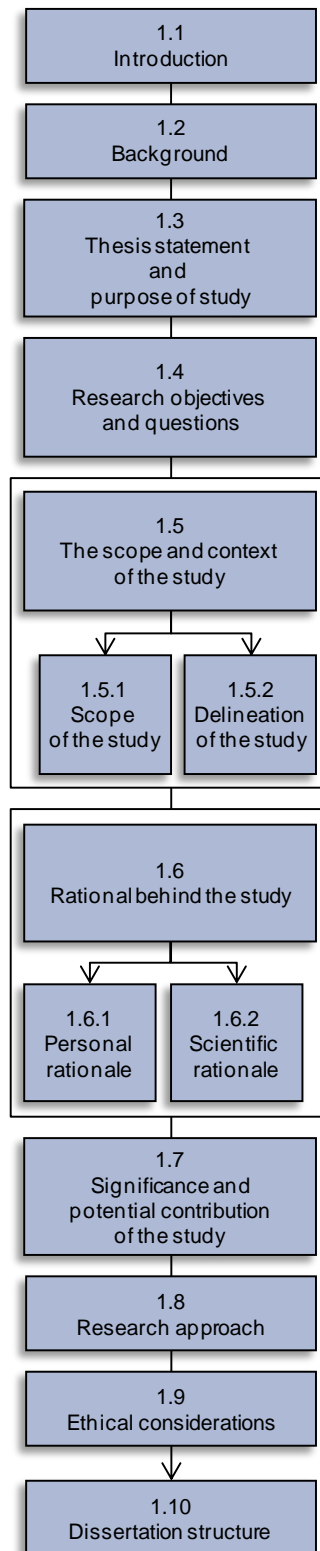 1.1
Introduction
1.2
Background
1.3
Thesis statement
and
purpose of study
1.4
Research objectives
and questions
1.5
The scope and context
of the study
1.5.1
Scope
of the study
1.5.2
Delineation
of the study
1.6
Rational behind the study
1.6.1
Personal
rationale
1.6.2
Scientific
rationale
1.7
Significance and
potential contribution
of the study
1.8
Research approach
1.9
Ethical considerations
1.10
Dissertation structure